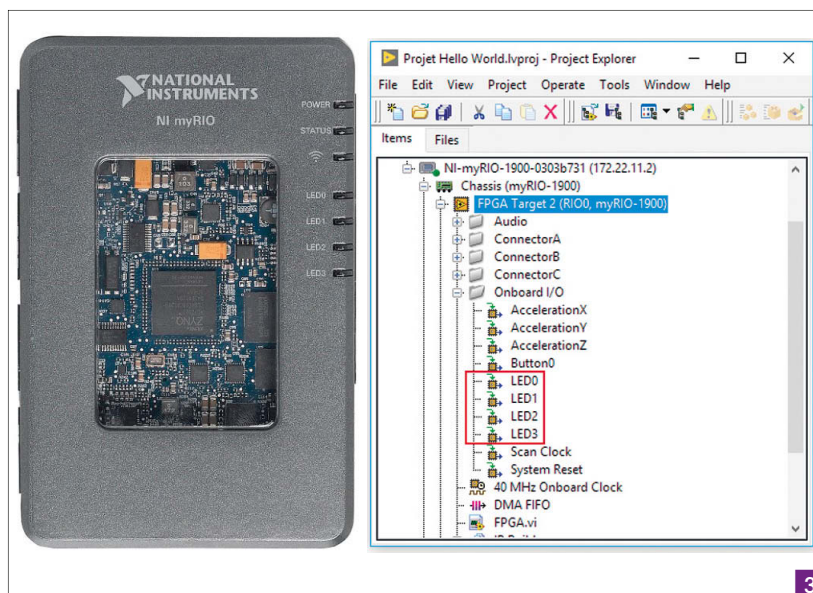 NATIONAL
INSTRUMENTS
NI myRIO
POWER
STATUS
LED0
LED1
LED2
LED3
ZYNQ
Projet Hello World.lvproj - Project Explorer
File Edit View Project Operate Tools Window Help
Items Files
NI-myRIO-1900-0303b731 (172.22.11.2)
Chassis (myRIO-1900)
FPGA Target 2 (RIO0, myRIO-1900)
Audio
ConnectorA
ConnectorB
ConnectorC
Onboard I/O
AccelerationX
AccelerationY
AccelerationZ
Button0
LED0
LED1
LED2
LED3
Scan Clock
System Reset
40 MHz Onboard Clock
DMA FIFO
FPGA.vi
3